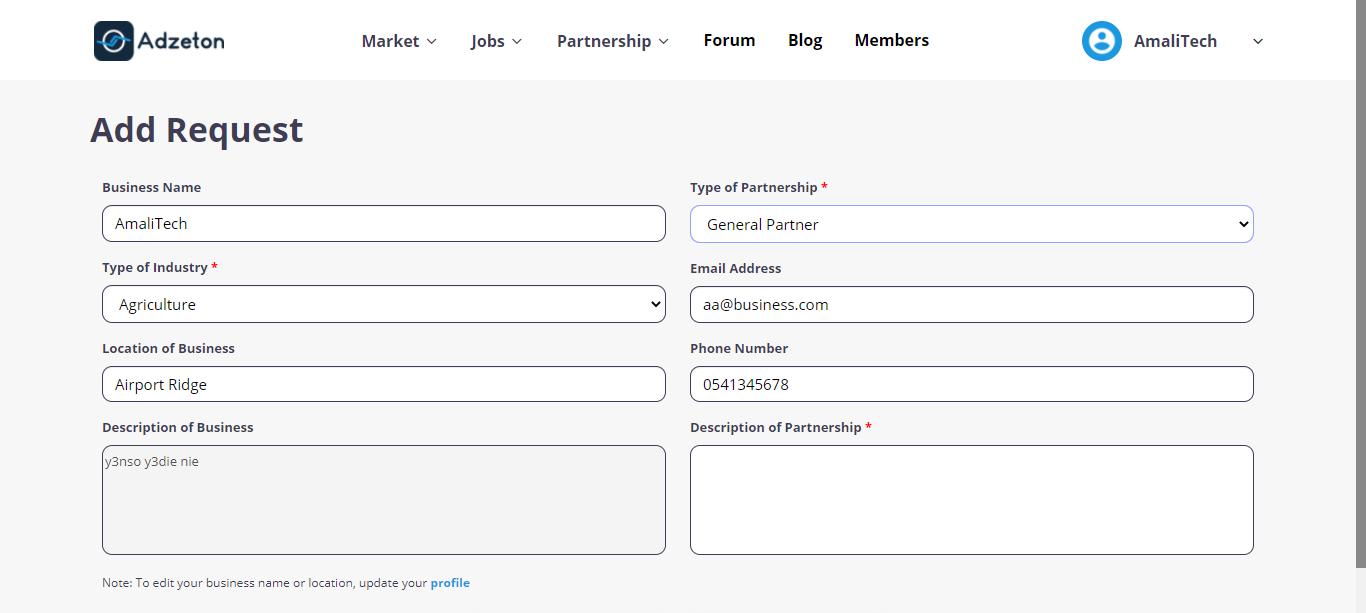 Adzeton
Market Jobs Partnership Forum Blog Members AmaliTech
Add Request
Business Name
AmaliTech
Type of Partnership *
General Partner
Type of Industry *
Agriculture
Email Address
aa@business.com
Location of Business
Airport Ridge
Phone Number
0541345678
Description of Business
y3nso y3die nie
Description of Partnership *
Note: To edit your business name or location, update your profile